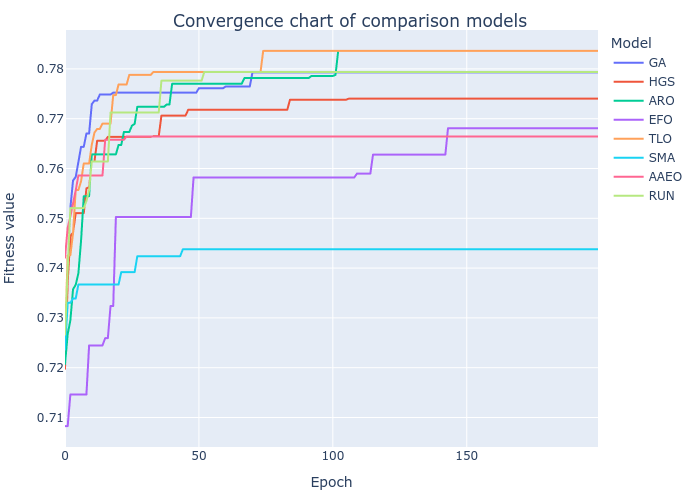 Convergence chart of comparison models
Model
GA
HGS
ARO
EFO
TLO
SMA
AAEO
RUN
Fitness value
0.78
0.77
0.76
0.75
0.74
0.73
0.72
0.71
0
50
100
150
Epoch